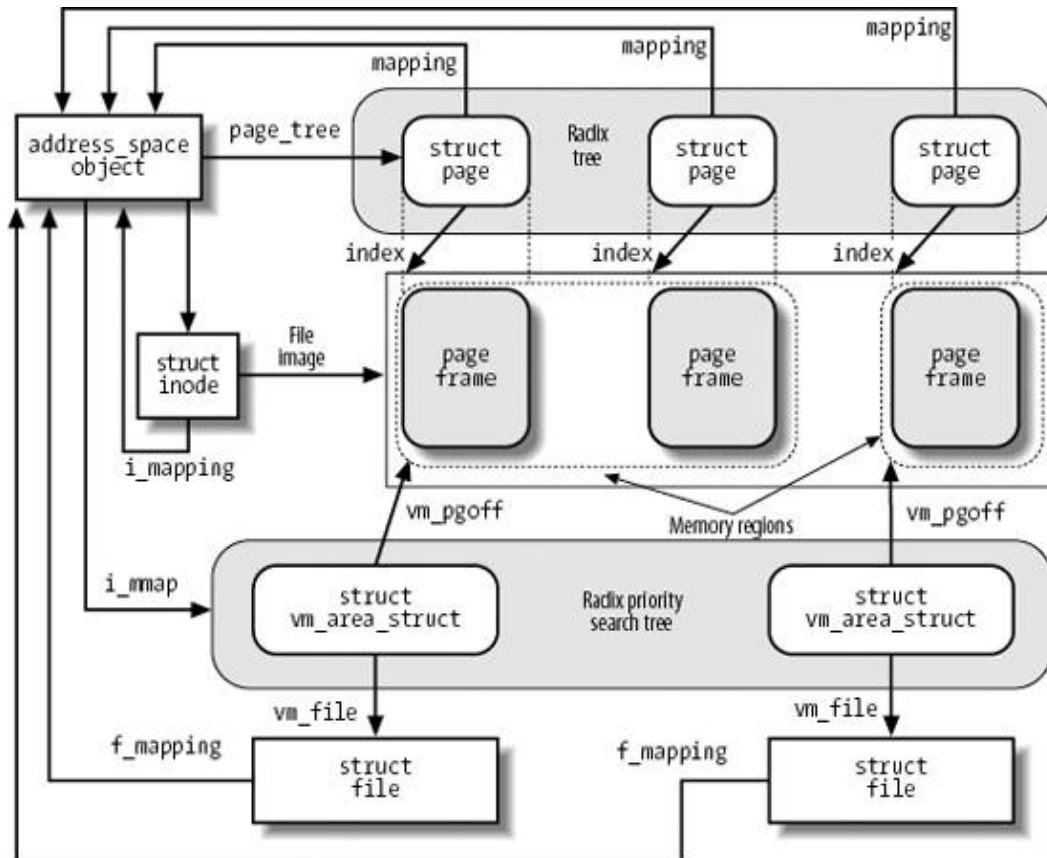 mapping
mapping
mapping
address_space
object
page_tree
struct
page
Radix
tree
struct
page
struct
page
index
index
index
struct
inode
File
image
page
frame
page
frame
page
frame
i_mapping
vm_pgoff
Memory regions
vm_pgoff
i_mmap
struct
vm_area_struct
Radix priority
search tree
struct
vm_area_struct
vm_file
vm_file
f_mapping
struct
file
f_mapping
struct
file